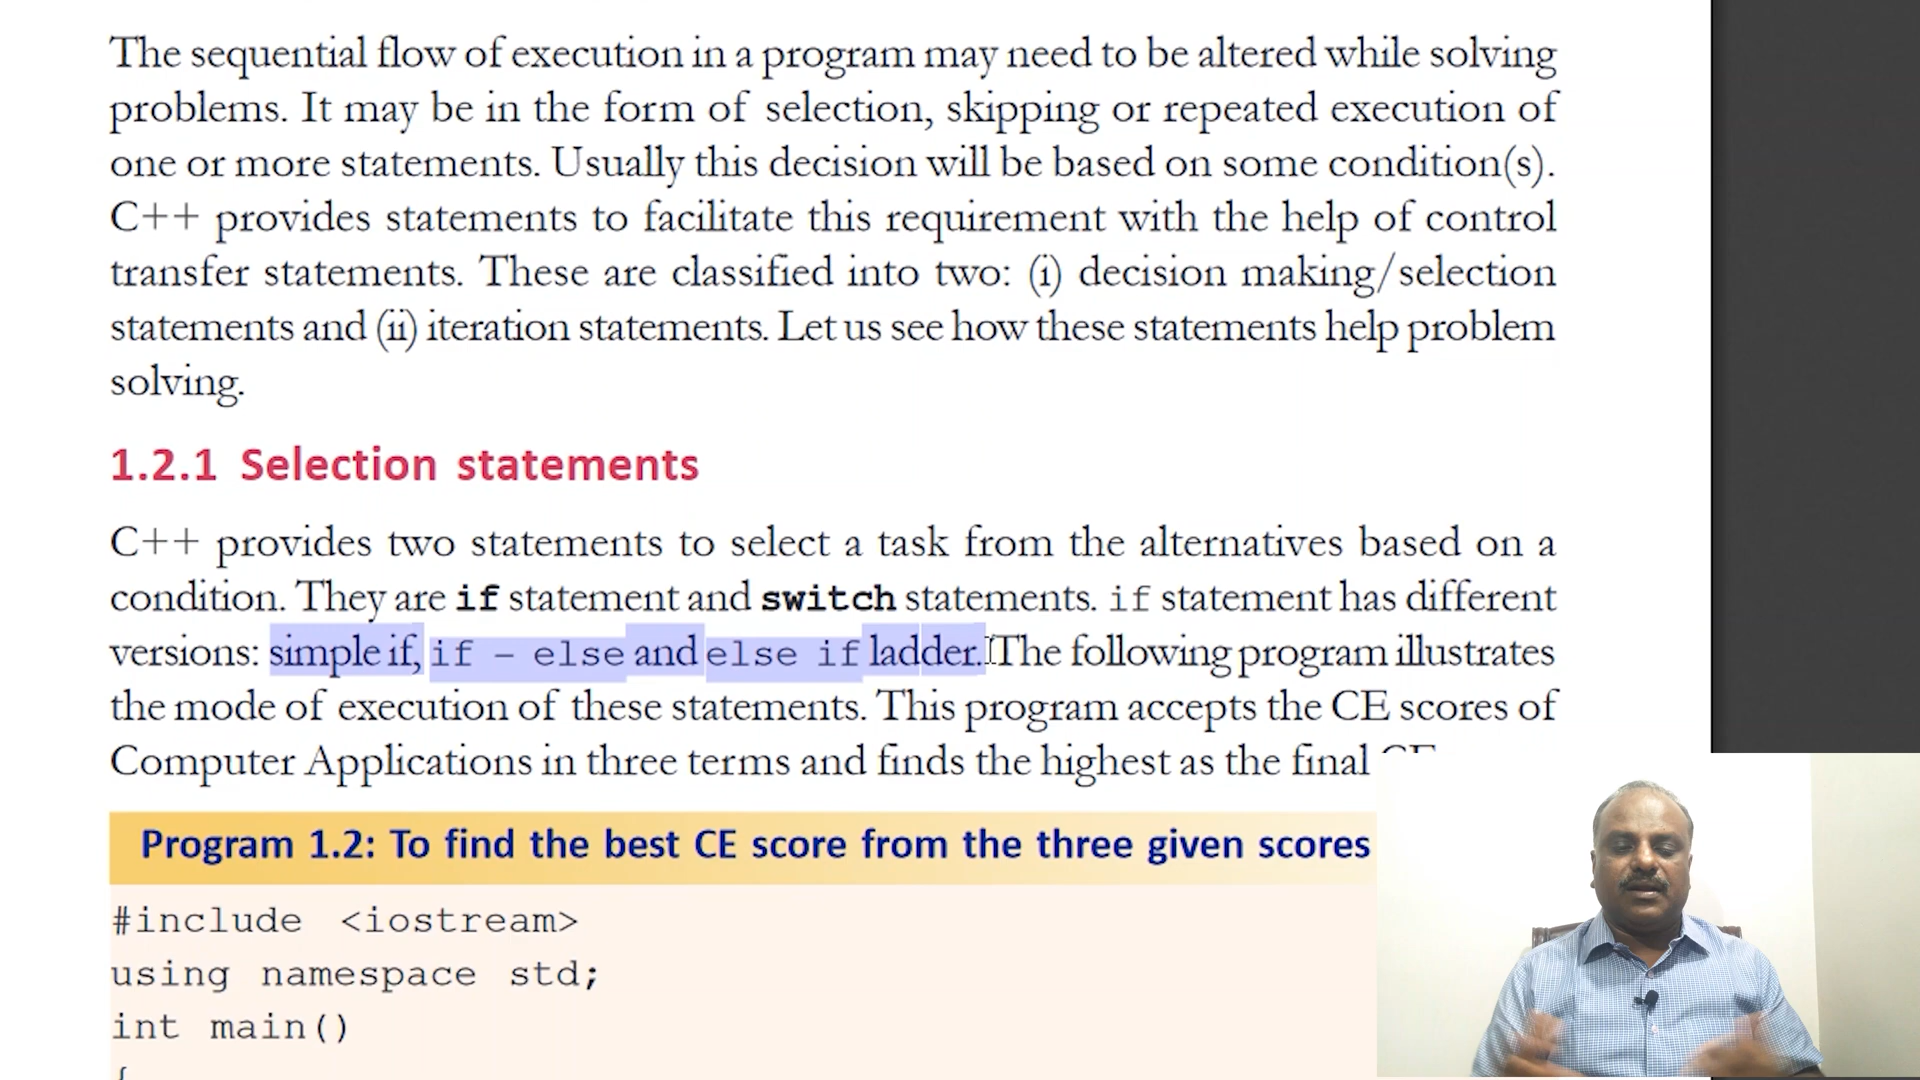 The sequential flow of execution in a program may need to be altered while solving
problems. It may be in the form of selection, skipping or repeated execution of
one or more statements. Usually this decision will be based on some condition(s).
C++ provides statements to facilitate this requirement with the help of control
transfer statements. These are classified into two: (i) decision making/selection
statements and (ii) iteration statements. Let us see how these statements help problem
solving.
1.2.1 Selection statements
C++ provides two statements to select a task from the alternatives based on a
condition. They are if statement and switch statements. if statement has different
versions: simple if, if - else and else if ladder. The following program illustrates
the mode of execution of these statements. This program accepts the CE scores of
Computer Applications in three terms and finds the highest as the final
Program 1.2: To find the best CE score from the three given scores
#include <iostream>
using namespace std;
int main()
{